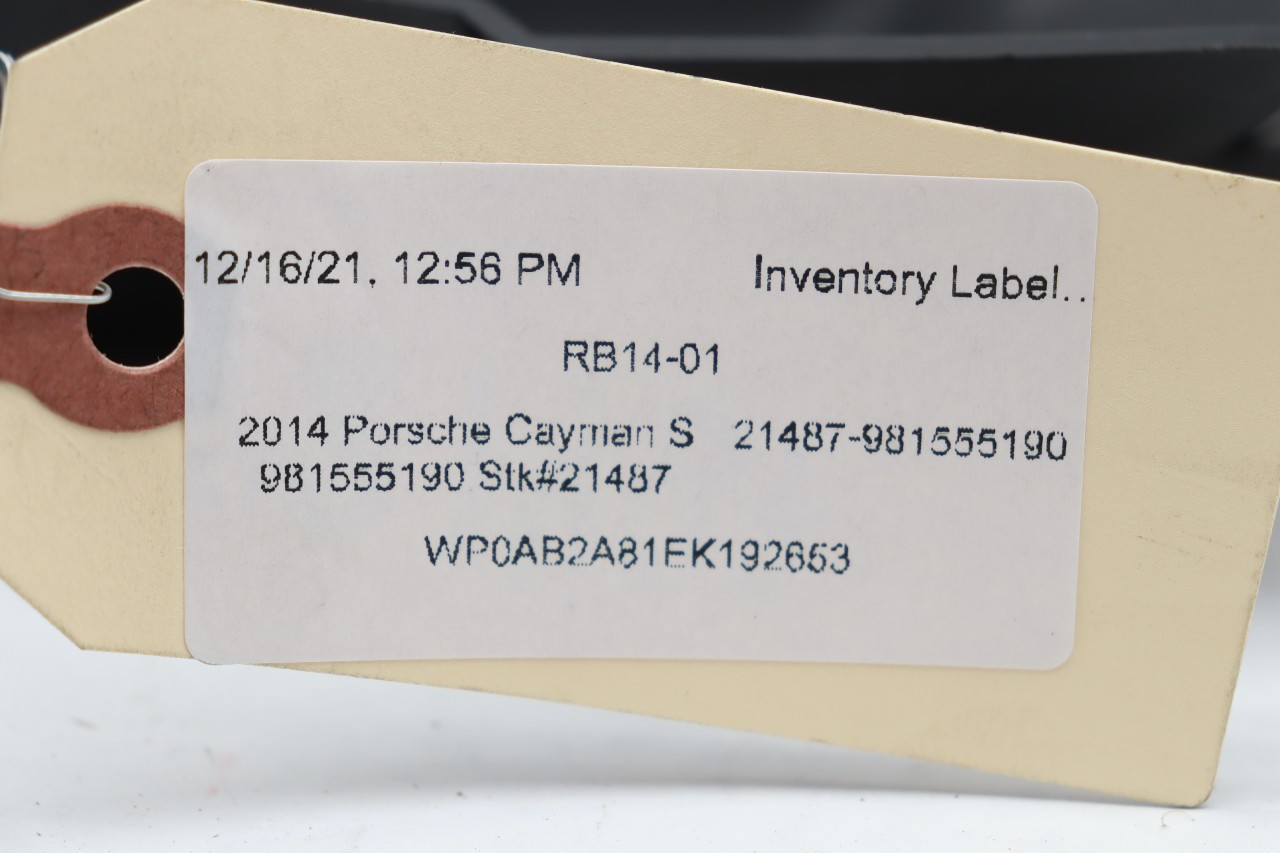 12/16/21, 12:56 PM Inventory Label..
RB14-01
2014 Porsche Cayman S 21487-981555190
981555190 Stk#21487
WP0AB2A81EK192653